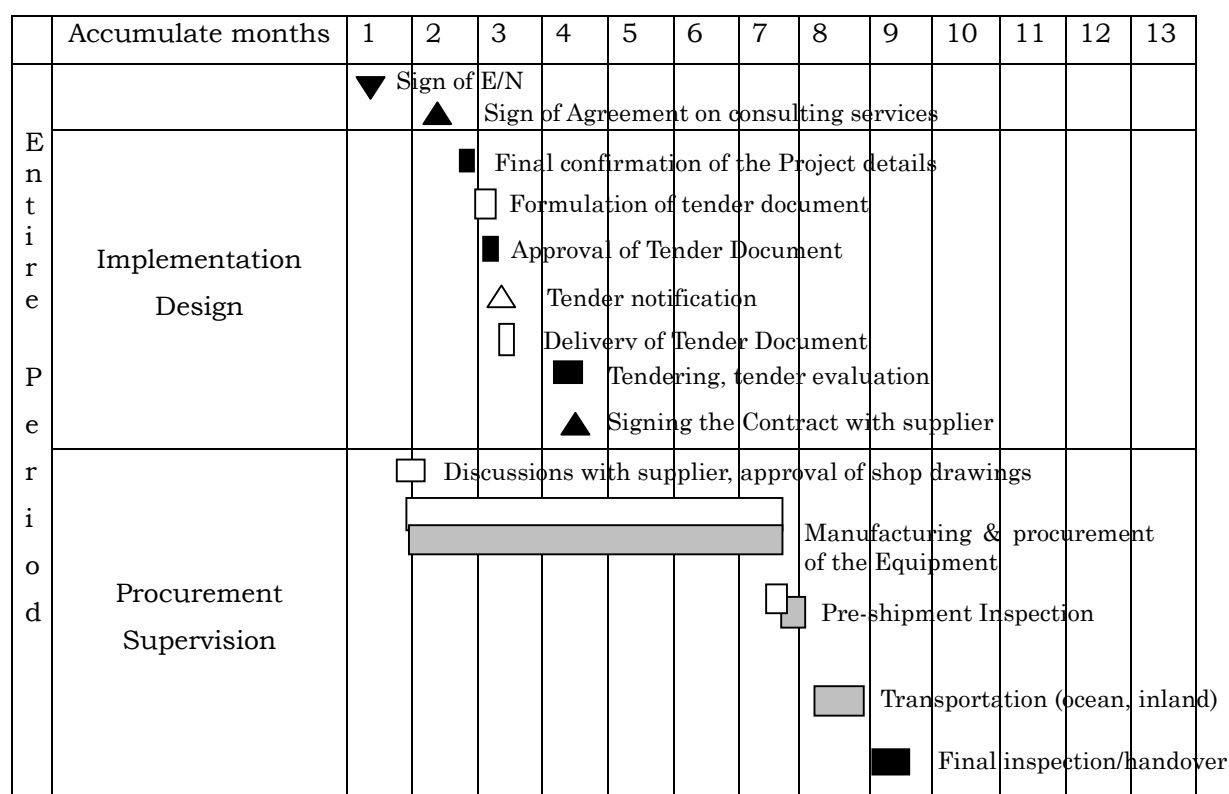 Accumulate months 1 2 3 4 5 6 7 8 9 10 11 12 13
Entire Period
Sign of E/N
Sign of Agreement on consulting services
Implementation
Design
Final confirmation of the Project details
Formulation of tender document
Approval of Tender Document
Tender notification
Delivery of Tender Document
Tendering, tender evaluation
Signing the Contract with supplier
Procurement
Supervision
Discussions with supplier, approval of shop drawings
Manufacturing & procurement
of the Equipment
Pre-shipment Inspection
Transportation (ocean, inland)
Final inspection/handover